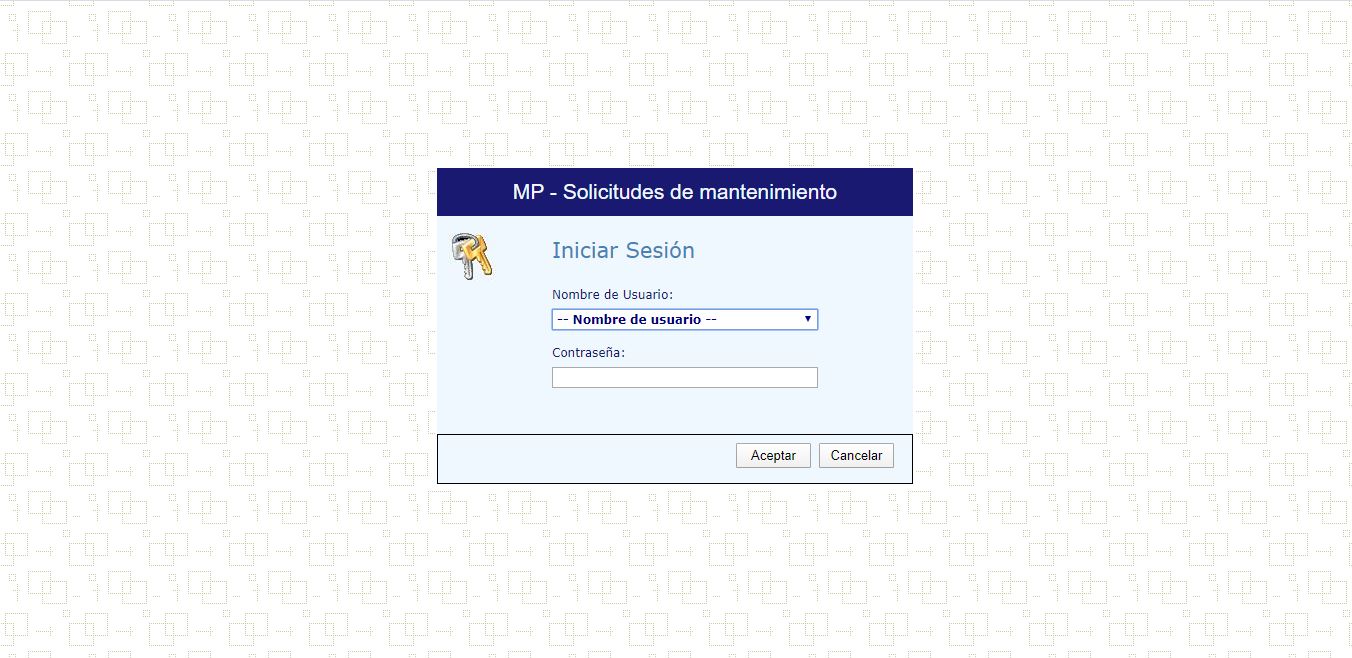 MP - Solicitudes de mantenimiento
Iniciar Sesión
Nombre de Usuario:
-- Nombre de usuario --
Contraseña:
Aceptar Cancelar